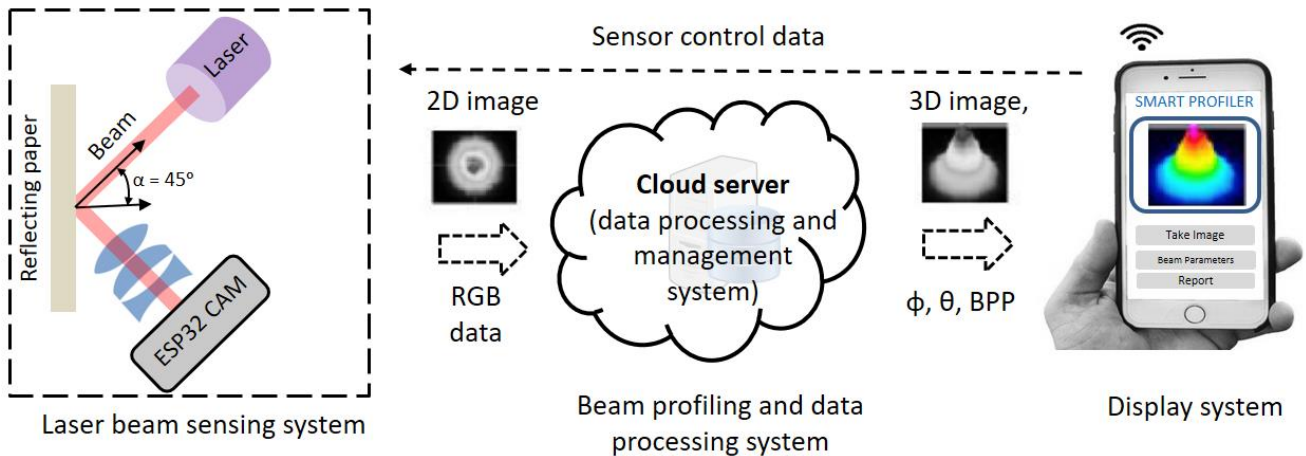 Laser
Beam
α = 45º
Reflecting paper
ESP32 CAM
Laser beam sensing system
Sensor control data
2D image
RGB
data
Cloud server
(data processing and
management
system)
Beam profiling and data
processing system
3D image,
ϕ, θ, BPP
SMART PROFILER
Take Image
Beam Parameters
Report
Display system